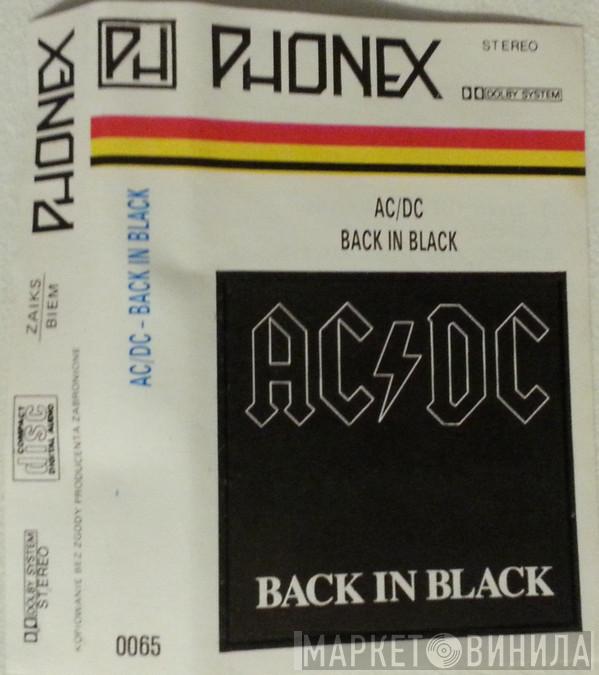 PHONEX
ZAIKS
BIEM
COMPACT
disc
DIGITAL AUDIO
DOLBY SYSTEM
STEREO
KOPIOWANIE BEZ ZGODY PRODUCENTA ZABRONIONE
PH
AC/DC - BACK IN BLACK
0065
PHONEX
STEREO
DOLBY SYSTEM
AC/DC
BACK IN BLACK
AC DC
BACK IN BLACK
МАРКЕТ ВИНИЛА